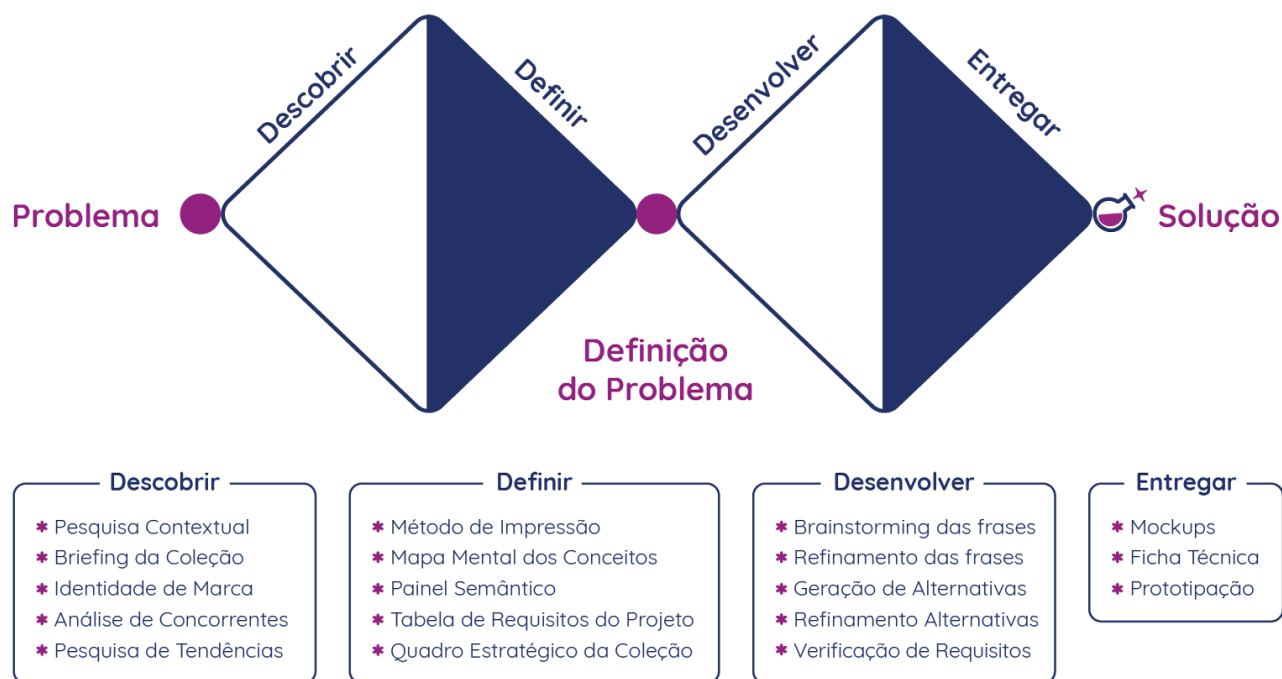 Descobrir
Definir
Desenvolver
Entregar
Problema
Solução
Definição
do Problema
Descobrir
* Pesquisa Contextual
* Briefing da Coleção
* Identidade de Marca
* Análise de Concorrentes
* Pesquisa de Tendências
Definir
* Método de Impressão
* Mapa Mental dos Conceitos
* Painel Semântico
* Tabela de Requisitos do Projeto
* Quadro Estratégico da Coleção
Desenvolver
* Brainstorming das frases
* Refinamento das frases
* Geração de Alternativas
* Refinamento Alternativas
* Verificação de Requisitos
Entregar
* Mockups
* Ficha Técnica
* Prototipação